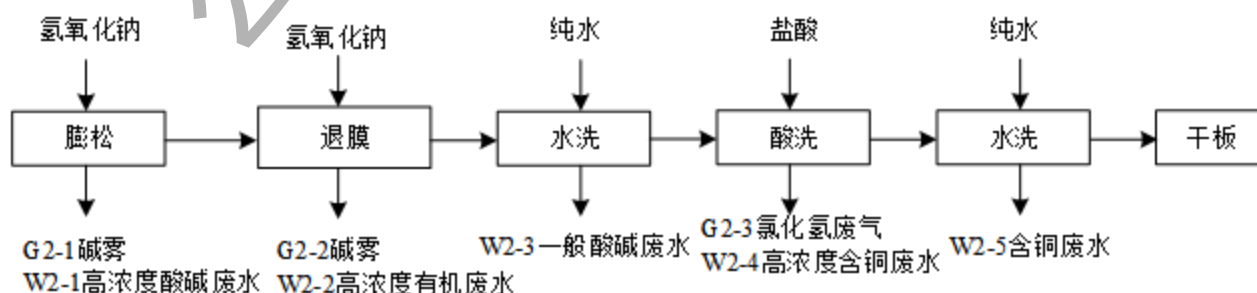 氢氧化钠
氢氧化钠
纯水
盐酸
纯水
膨松
退膜
水洗
酸洗
水洗
干板
G2-1碱雾
W2-1高浓度酸碱废水
G2-2碱雾
W2-2高浓度有机废水
W2-3一般酸碱废水
G2-3氯化氢废气
W2-4高浓度含铜废水
W2-5含铜废水